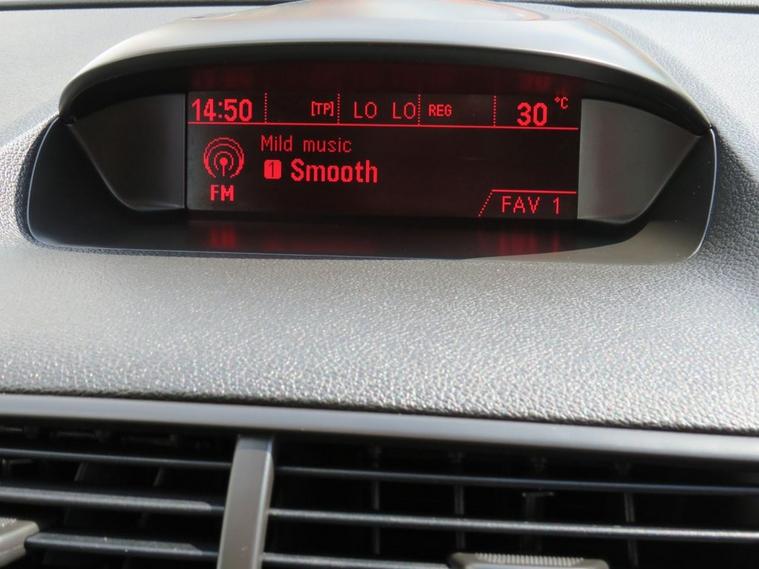 14:50 [TP] LO LO REG 30 °C
Mild music
1 Smooth
FM
FAV 1